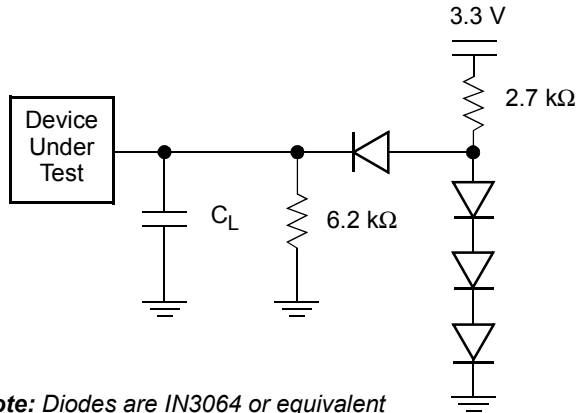 3.3 V
2.7 kΩ
Device
Under
Test
C_L
6.2 kΩ
ote: Diodes are IN3064 or equivalent